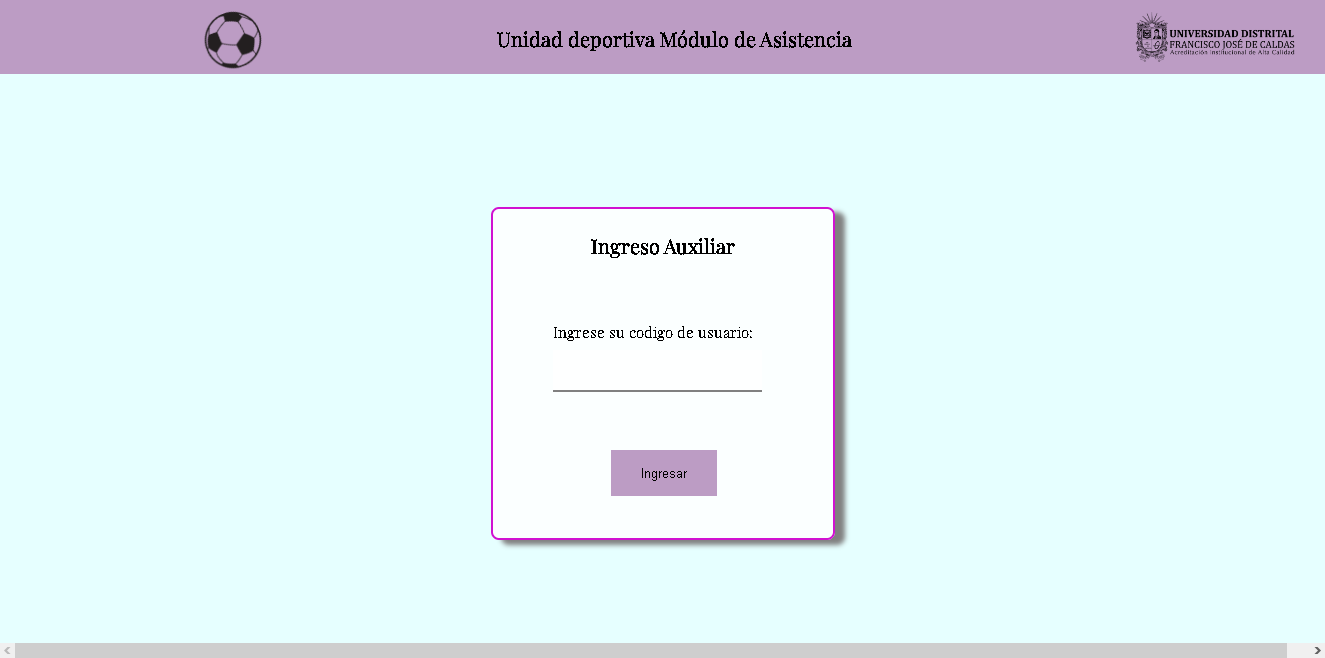 Unidad deportiva Módulo de Asistencia
UNIVERSIDAD DISTRITAL
FRANCISCO JOSÉ DE CALDAS
Acreditación Institucional de Alta Calidad
Ingreso Auxiliar
Ingrese su codigo de usuario:
Ingresar